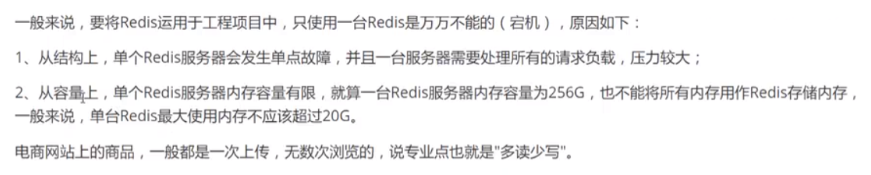 一般来说，要将Redis运用于工程项目中，只使用一台Redis是万万不能的（宕机），原因如下：
1、从结构上，单个Redis服务器会发生单点故障，并且一台服务器需要处理所有的请求负载，压力较大；
2、从容量上，单个Redis服务器内存容量有限，就算一台Redis服务器内存容量为256G，也不能将所有内存用作Redis存储内存，
一般来说，单台Redis最大使用内存不应该超过20G。
电商网站上的商品，一般都是一次上传，无数次浏览的，说专业点也就是"多读少写"。